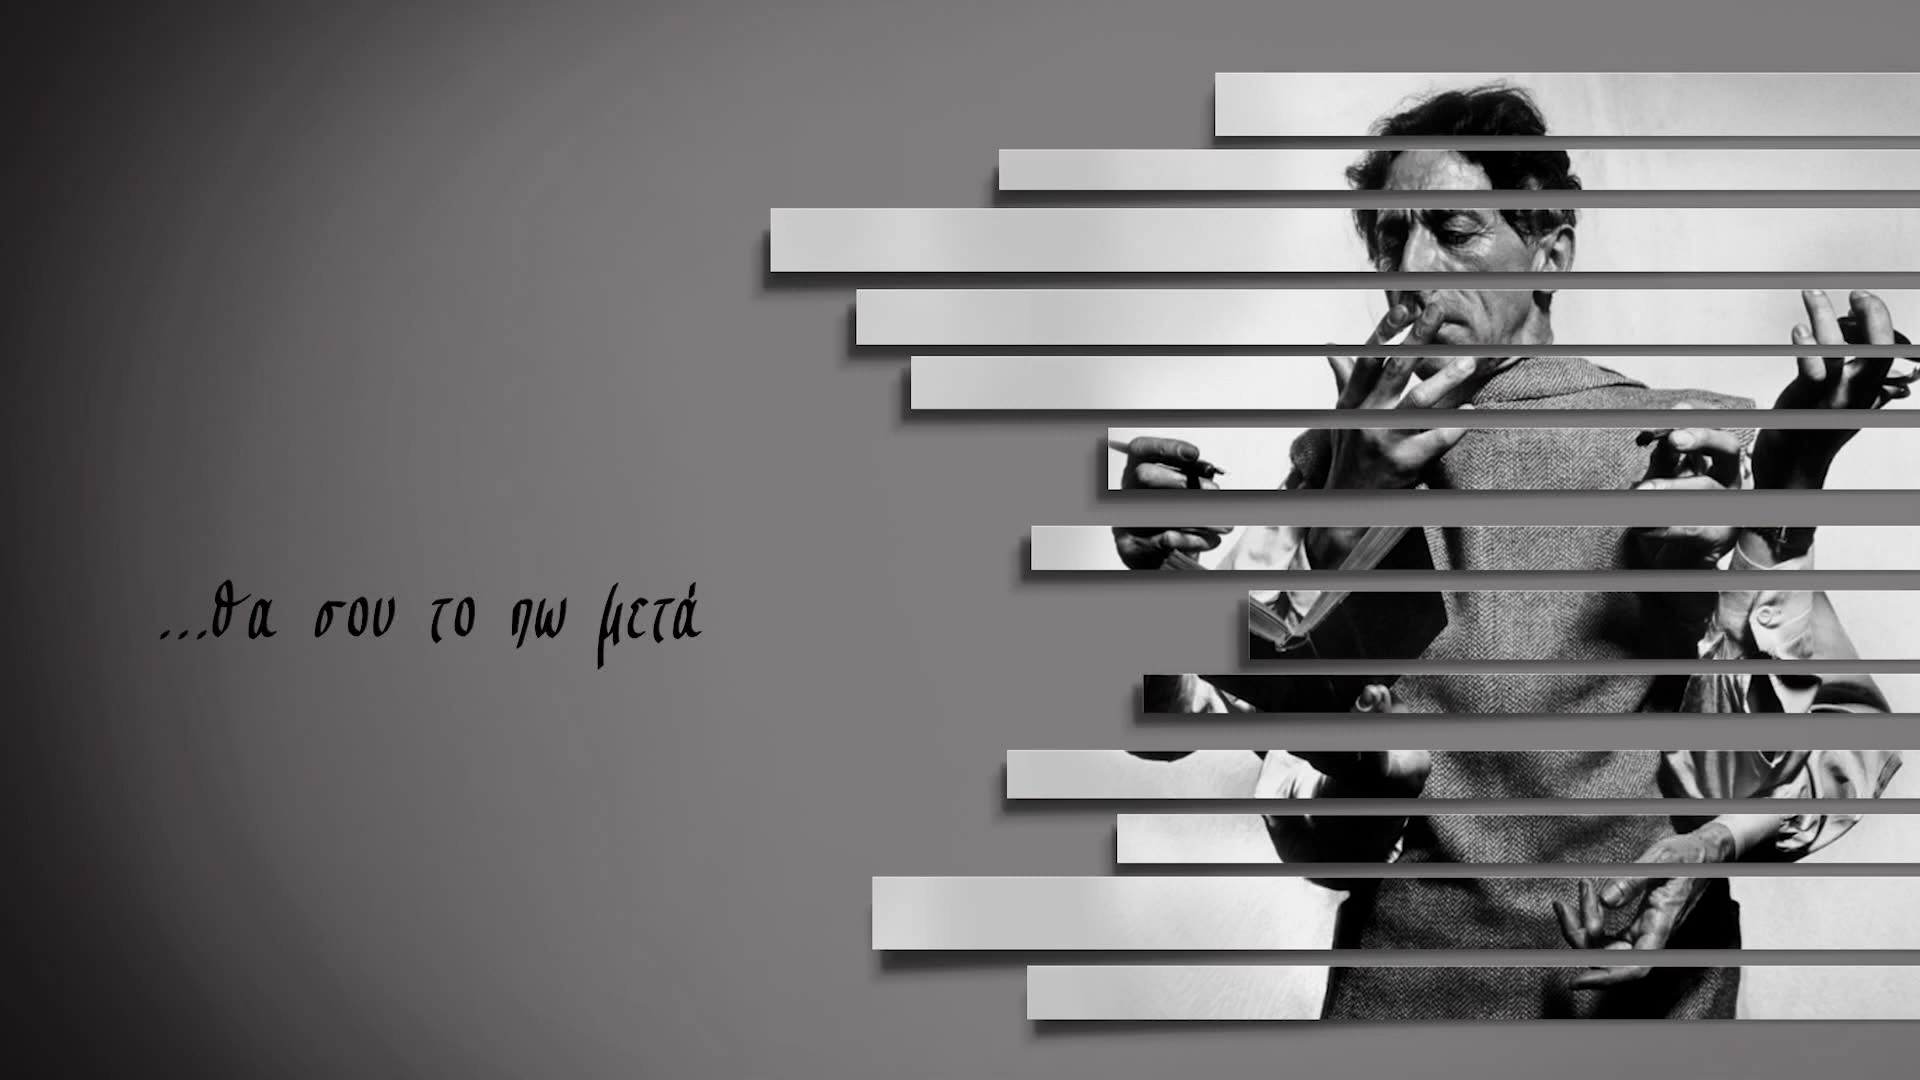 ...θα σου το πω μετά